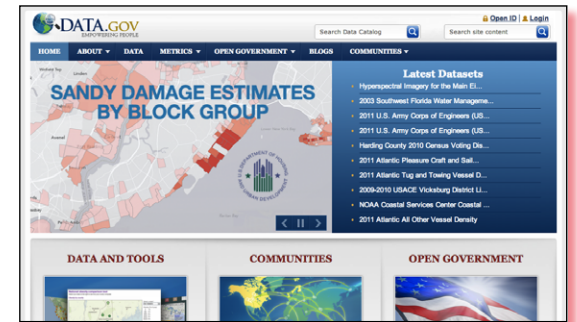 DATA.GOV
EMPOWERING PEOPLE
Open ID | Login
Search Data Catalog
Search site content
HOME ABOUT DATA METRICS OPEN GOVERNMENT BLOGS COMMUNITIES
SANDY DAMAGE ESTIMATES
BY BLOCK GROUP
Latest Datasets
Hyperspectral Imagery for the Main Ei...
2003 Southwest Florida Water Manageme...
2011 U.S. Army Corps of Engineers (US...
2011 U.S. Army Corps of Engineers (US...
Harding County 2010 Census Voting Dis...
2011 Atlantic Pleasure Craft and Sail...
2011 Atlantic Tug and Towing Vessel D...
2009-2010 USACE Vicksburg District Li...
NOAA Coastal Services Center Coastal ...
2011 Atlantic All Other Vessel Density
DATA AND TOOLS
COMMUNITIES
OPEN GOVERNMENT